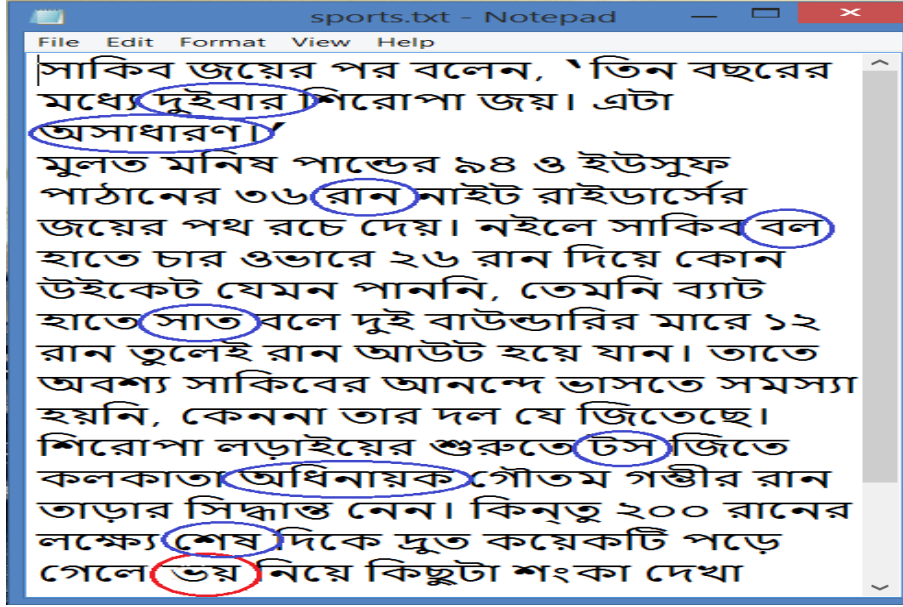 sports.txt - Notepad
File Edit Format View Help
সাকিব জয়ের পর বলেন, ‘তিন বছরের
মধ্যে দুইবার শিরোপা জয়। এটা
অসাধারণ।’
মুলত মনিষ পান্ডের ৯৪ ও ইউসুফ
পাঠানের ৩৬ রান নাইট রাইডার্সের
জয়ের পথ রচে দেয়। নইলে সাকিব বল
হাতে চার ওভারে ২৬ রান দিয়ে কোন
উইকেট যেমন পাননি, তেমনি ব্যাট
হাতে সাত বলে দুই বাউন্ডারির মারে ১২
রান তুলেই রান আউট হয়ে যান। তাতে
অবশ্য সাকিবের আনন্দে ভাসতে সমস্যা
হয়নি, কেননা তার দল যে জিতেছে।
শিরোপা লড়াইয়ের শুরুতে টস জিতে
কলকাতা অধিনায়ক গৌতম গম্ভীর রান
তাড়ার সিদ্ধান্ত নেন। কিন্‌তু ২০০ রানের
লক্ষ্যে শেষ দিকে দ্রুত কয়েকটি পড়ে
গেলে ভয় নিয়ে কিছুটা শংকা দেখা